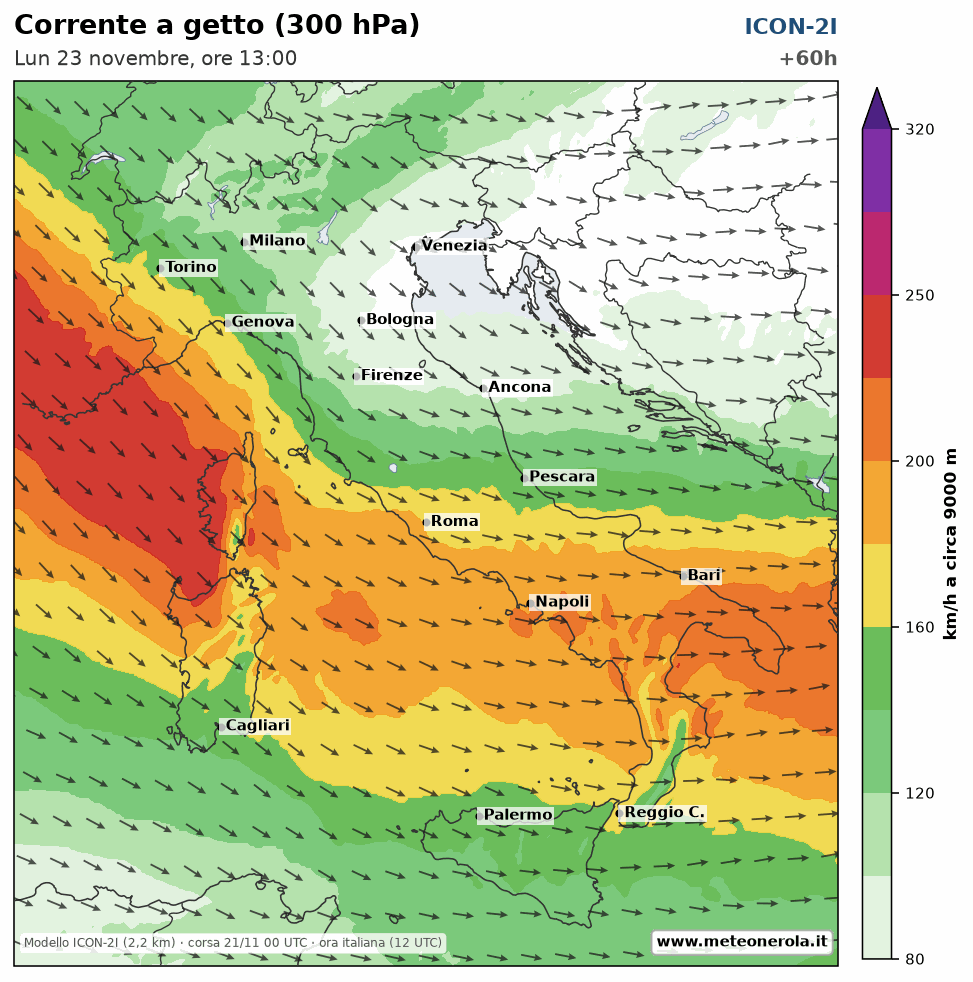 Corrente a getto (300 hPa)
ICON-2I
Lun 23 novembre, ore 13:00
+60h
320
250
200
160
120
80
km/h a circa 9000 m
Milano
Venezia
Torino
Genova
Bologna
Firenze
Ancona
Pescara
Roma
Bari
Napoli
Cagliari
Palermo
Reggio C.
Modello ICON-2I (2,2 km) · corsa 21/11 00 UTC · ora italiana (12 UTC)
www.meteonerola.it